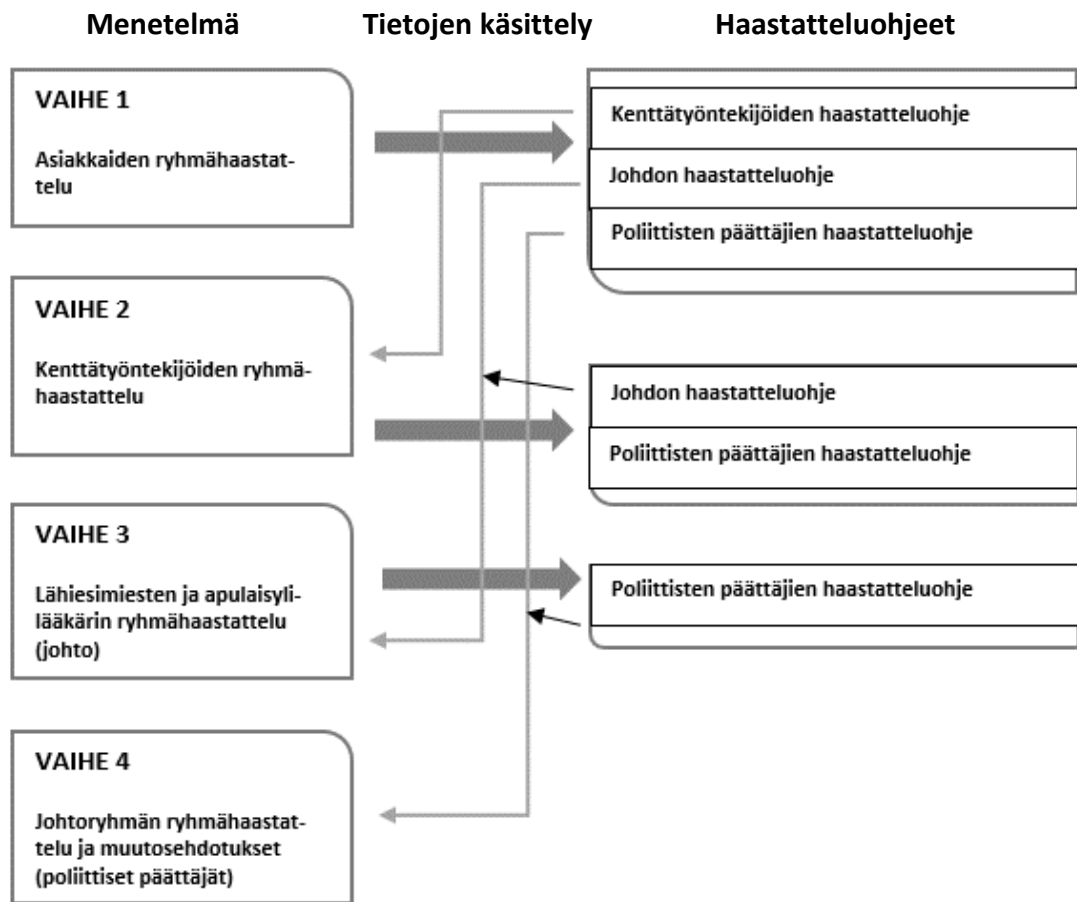 Menetelmä
Tietojen käsittely
Haastatteluohjeet
VAIHE 1
Asiakkaiden ryhmähaastat-
telu
Kenttätyöntekijöiden haastatteluohje
Johdon haastatteluohje
Poliittisten päättäjien haastatteluohje
VAIHE 2
Kenttätyöntekijöiden ryhmä-
haastattelu
Johdon haastatteluohje
Poliittisten päättäjien haastatteluohje
VAIHE 3
Lähiesimiesten ja apulaisyli-
lääkärin ryhmähaastattelu
(johto)
Poliittisten päättäjien haastatteluohje
VAIHE 4
Johtoryhmän ryhmähaastat-
telu ja muutosehdotukset
(poliittiset päättäjät)